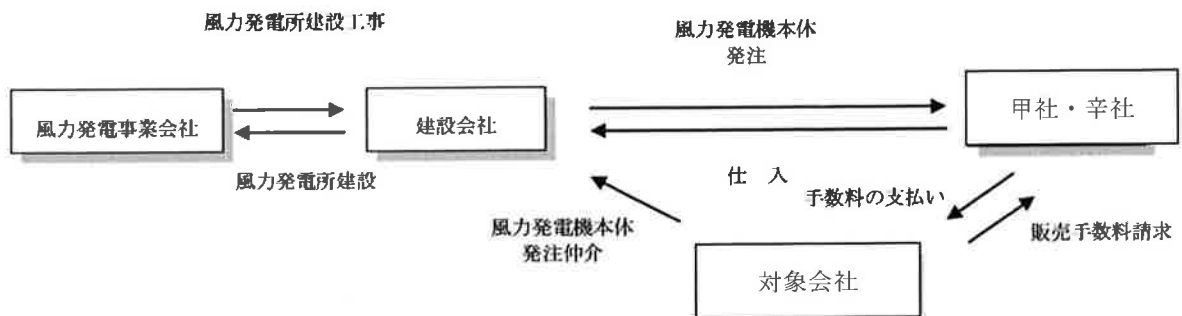 風力発電所建設工事
風力発電機本体
発注
風力発電事業会社
建設会社
甲社・辛社
風力発電所建設
仕 入
手数料の支払い
風力発電機本体
発注仲介
販売手数料請求
対象会社